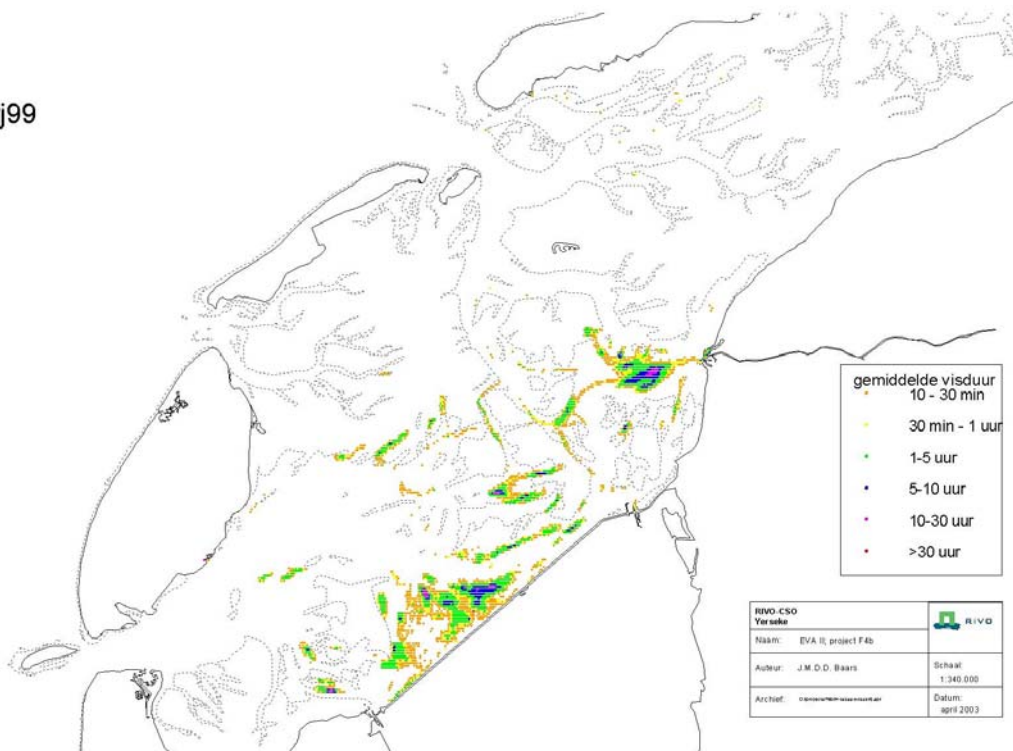 j99
gemiddelde visduur
10 - 30 min
30 min - 1 uur
1-5 uur
5-10 uur
10-30 uur
>30 uur
RIVO-CSO
Yerseke
RIVO
Naam: EVA II; project F4b
Auteur: J.M.D.D. Baars
Schaal:
1:340.000
Archief:
Datum:
april 2003